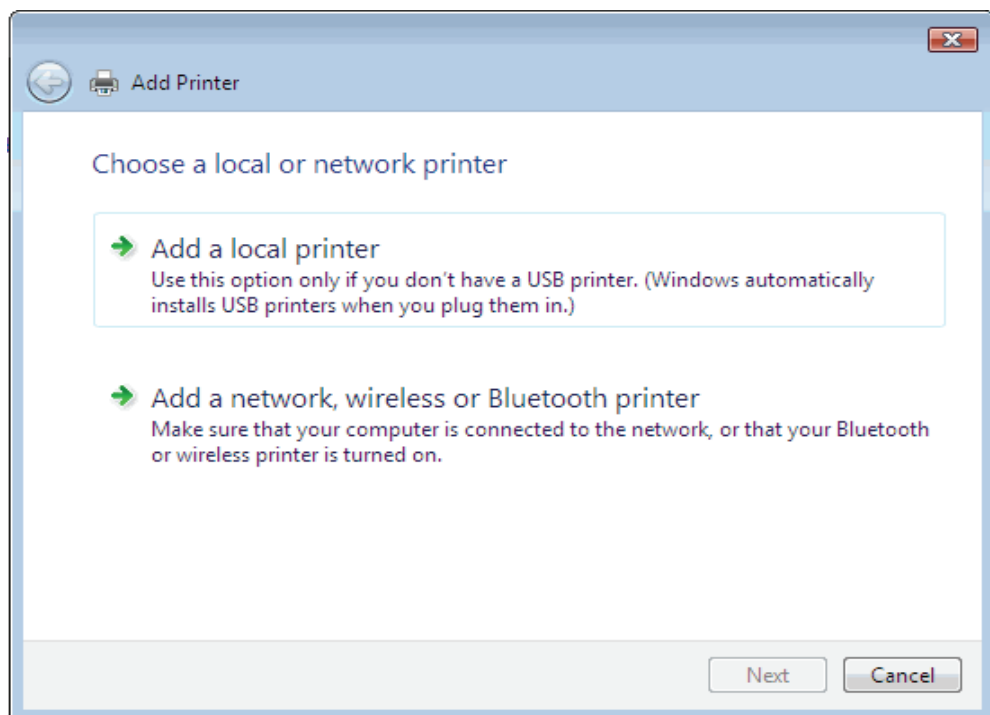 Add Printer
Choose a local or network printer
Add a local printer
Use this option only if you don't have a USB printer. (Windows automatically
installs USB printers when you plug them in.)
Add a network, wireless or Bluetooth printer
Make sure that your computer is connected to the network, or that your Bluetooth
or wireless printer is turned on.
Next
Cancel